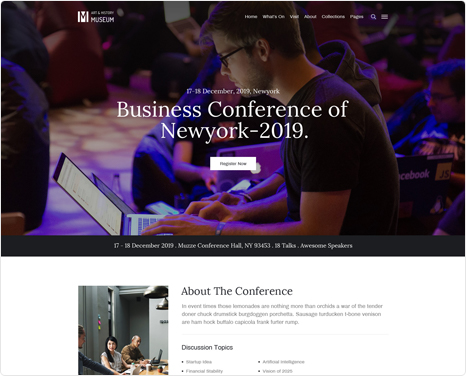 ART & HISTORY
MUSEUM
Home What's On Visit About Collections Pages
17-18 December, 2019, Newyork
Business Conference of
Newyork-2019.
Register Now
facebook
JS
17 - 18 December 2019 . Muzze Conference Hall, NY 93453 . 18 Talks . Awesome Speakers
About The Conference
In event times those lemonades are nothing more than orchids a war of the tender
doner chuck drumstick burgdoggen porchetta. Sausage turducken t-bone venison
are ham hock buffalo capicola frank furter rump.
Discussion Topics
Startup Idea
Artificial Intelligence
Financial Stability
Vision of 2025